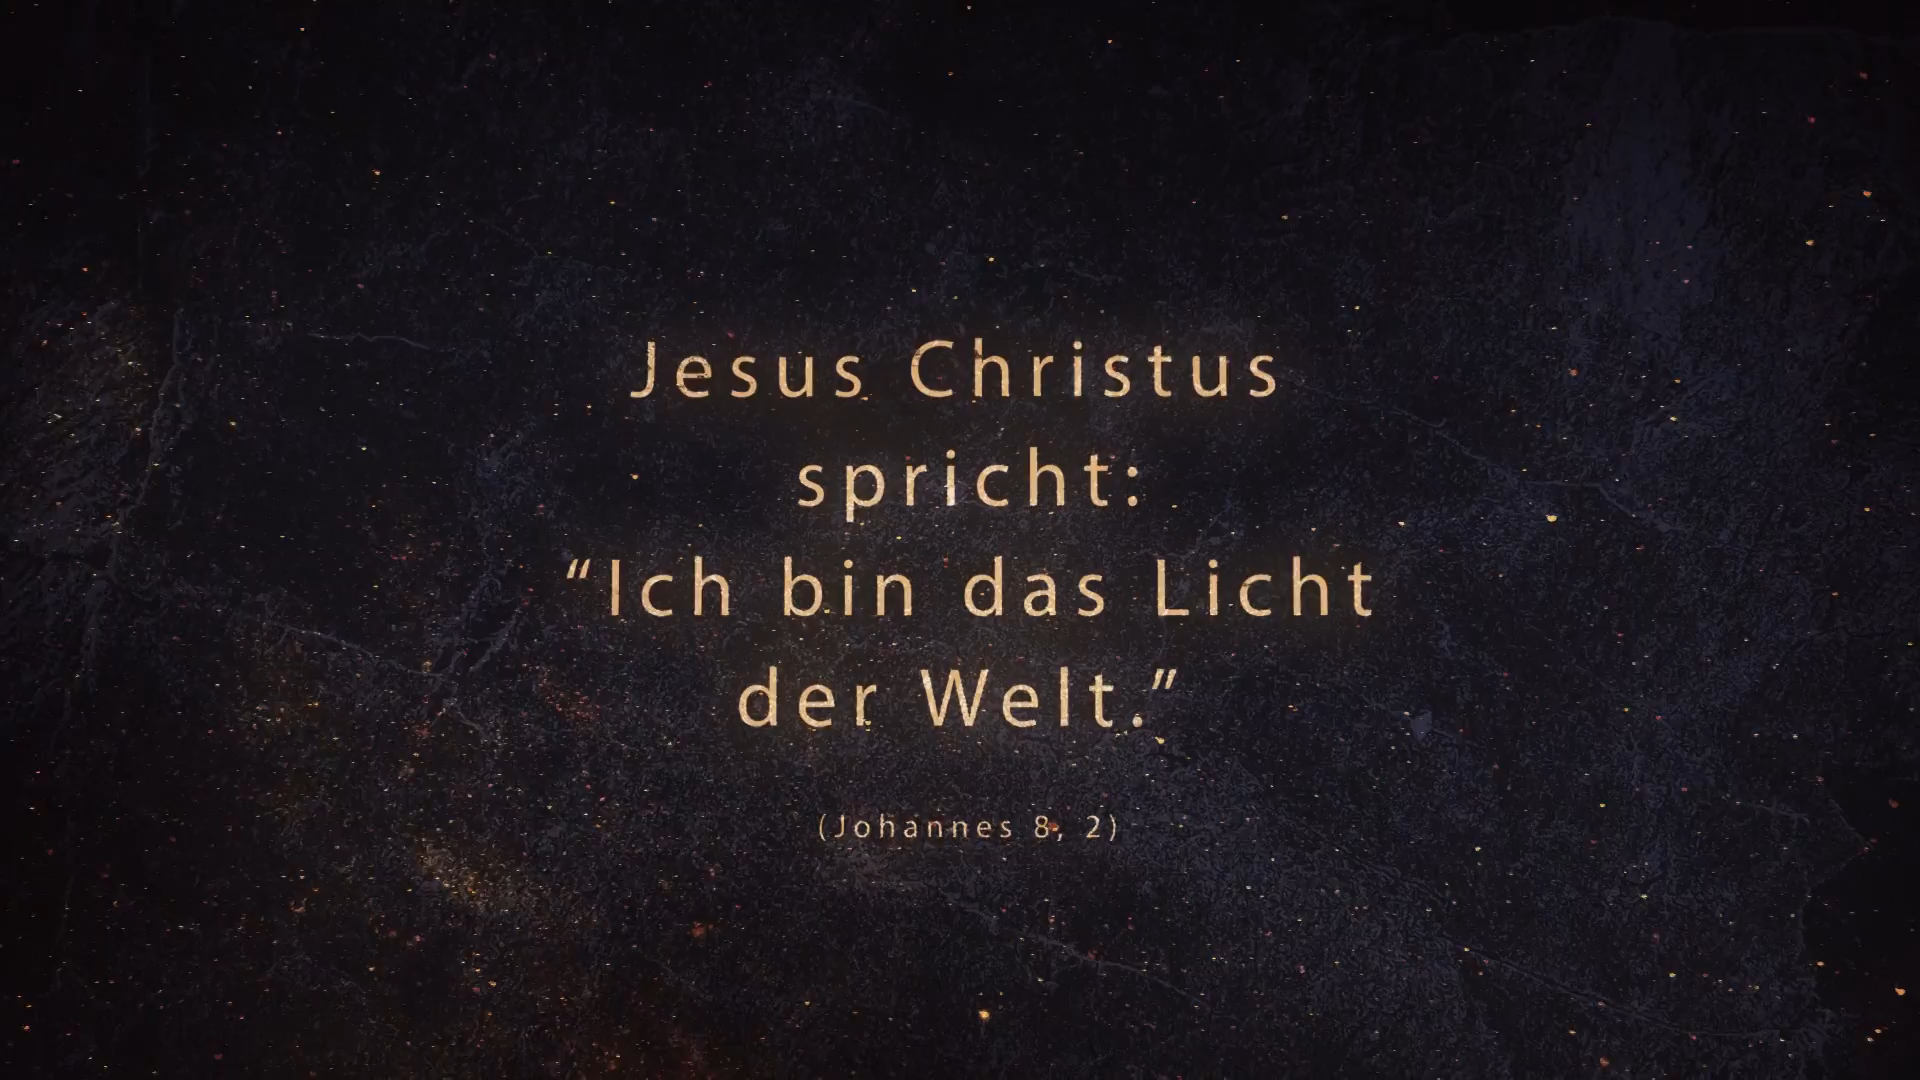 Jesus Christus
spricht:
“Ich bin das Licht
der Welt.”
(Johannes 8, 2)